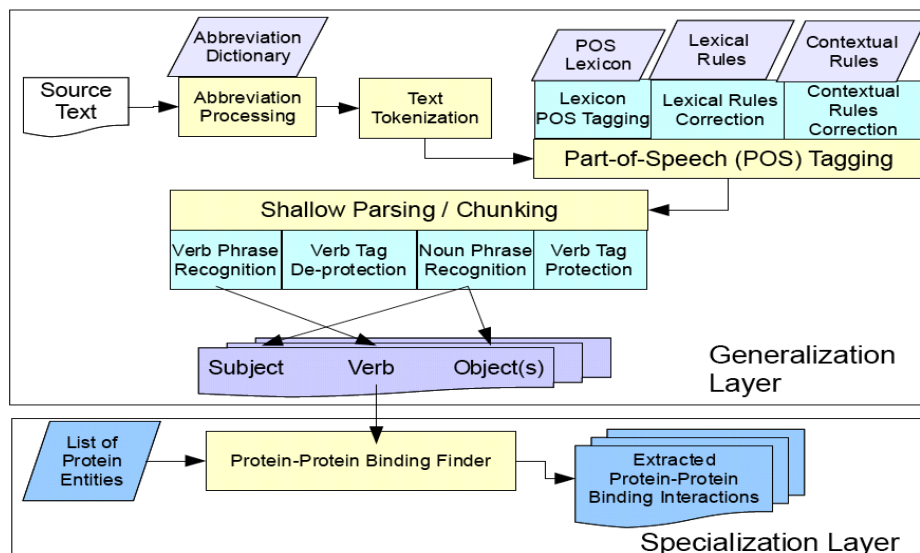 Abbreviation
Dictionary
POS
Lexicon
Lexical
Rules
Contextual
Rules
Source
Text
Abbreviation
Processing
Text
Tokenization
Lexicon
POS Tagging
Lexical Rules
Correction
Contextual
Rules
Correction
Part-of-Speech (POS) Tagging
Shallow Parsing / Chunking
Verb Phrase
Recognition
Verb Tag
De-protection
Noun Phrase
Recognition
Verb Tag
Protection
Subject
Verb
Object(s)
Generalization
Layer
List of
Protein
Entities
Protein-Protein Binding Finder
Extracted
Protein-Protein
Binding Interactions
Specialization Layer